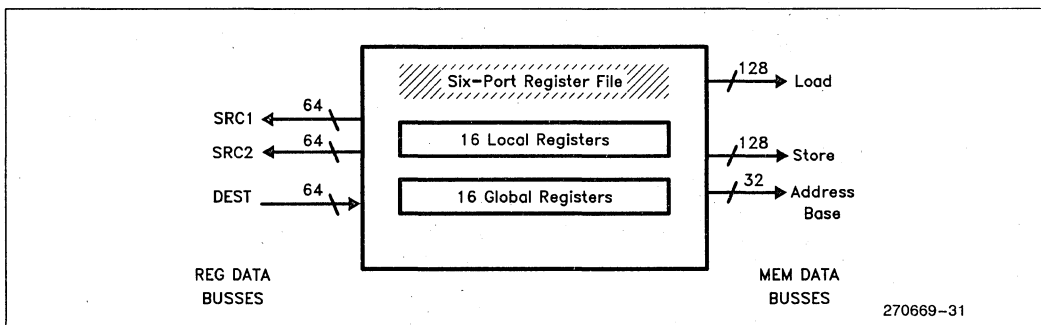 Six-Port Register File
128
Load
64
SRC1
64
SRC2
16 Local Registers
128
Store
64
DEST
16 Global Registers
32
Address
Base
REG DATA
BUSSES
MEM DATA
BUSSES
270669-31